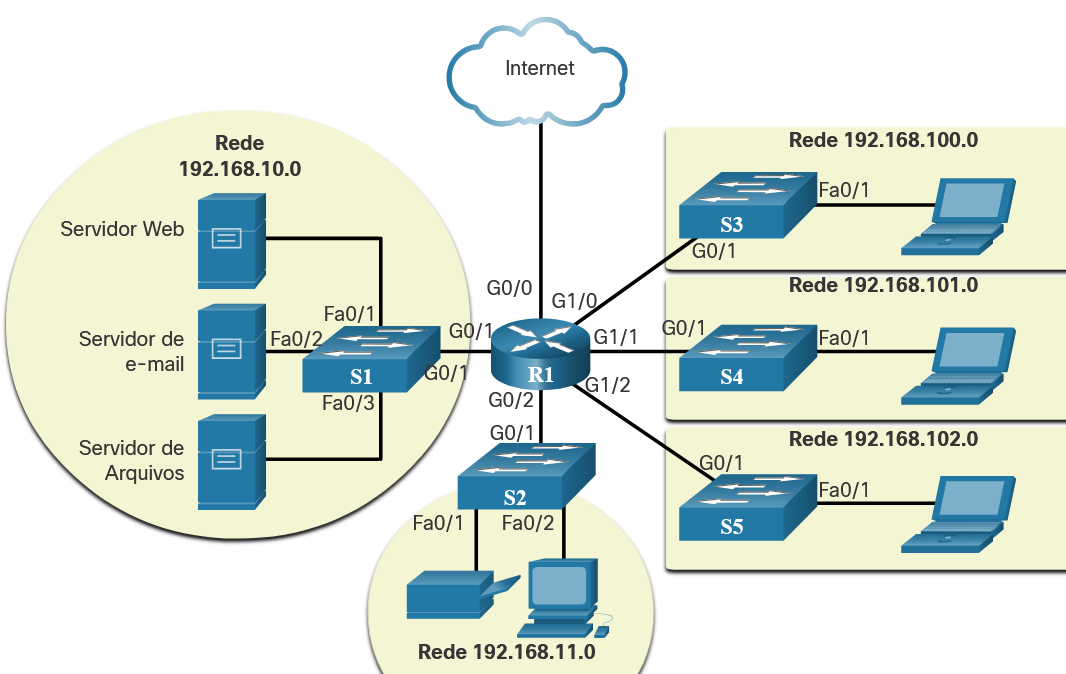 Internet
Rede
192.168.10.0
Servidor Web
Servidor de
e-mail
Servidor de
Arquivos
Fa0/1
Fa0/2
Fa0/3
S1
G0/1
G0/1
G0/0
G1/0
G1/1
G1/2
G0/2
R1
G0/1
S2
Fa0/1
Fa0/2
Rede 192.168.11.0
Rede 192.168.100.0
S3
Fa0/1
G0/1
Rede 192.168.101.0
G0/1
S4
Fa0/1
Rede 192.168.102.0
G0/1
S5
Fa0/1